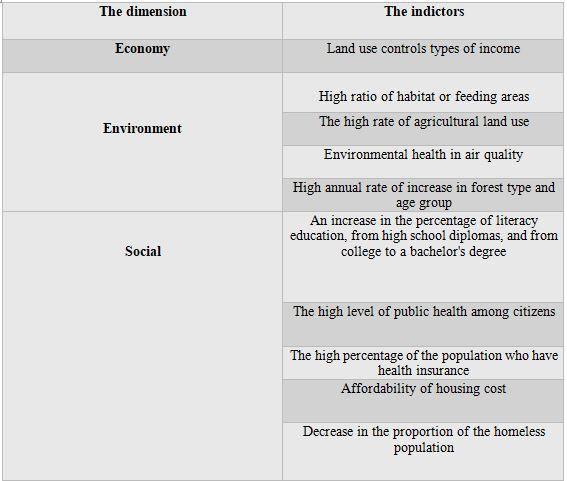 The dimension
The indictors
Economy
Land use controls types of income
Environment
High ratio of habitat or feeding areas
The high rate of agricultural land use
Environmental health in air quality
High annual rate of increase in forest type and
age group
Social
An increase in the percentage of literacy
education, from high school diplomas, and from
college to a bachelor's degree
The high level of public health among citizens
The high percentage of the population who have
health insurance
Affordability of housing cost
Decrease in the proportion of the homeless
population